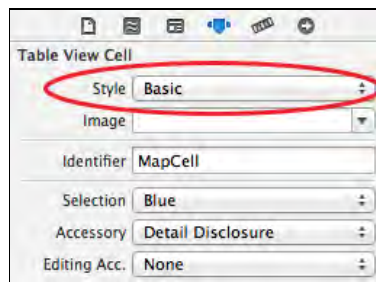 Table View Cell
Style Basic
Image
Identifier MapCell
Selection Blue
Accessory Detail Disclosure
Editing Acc. None